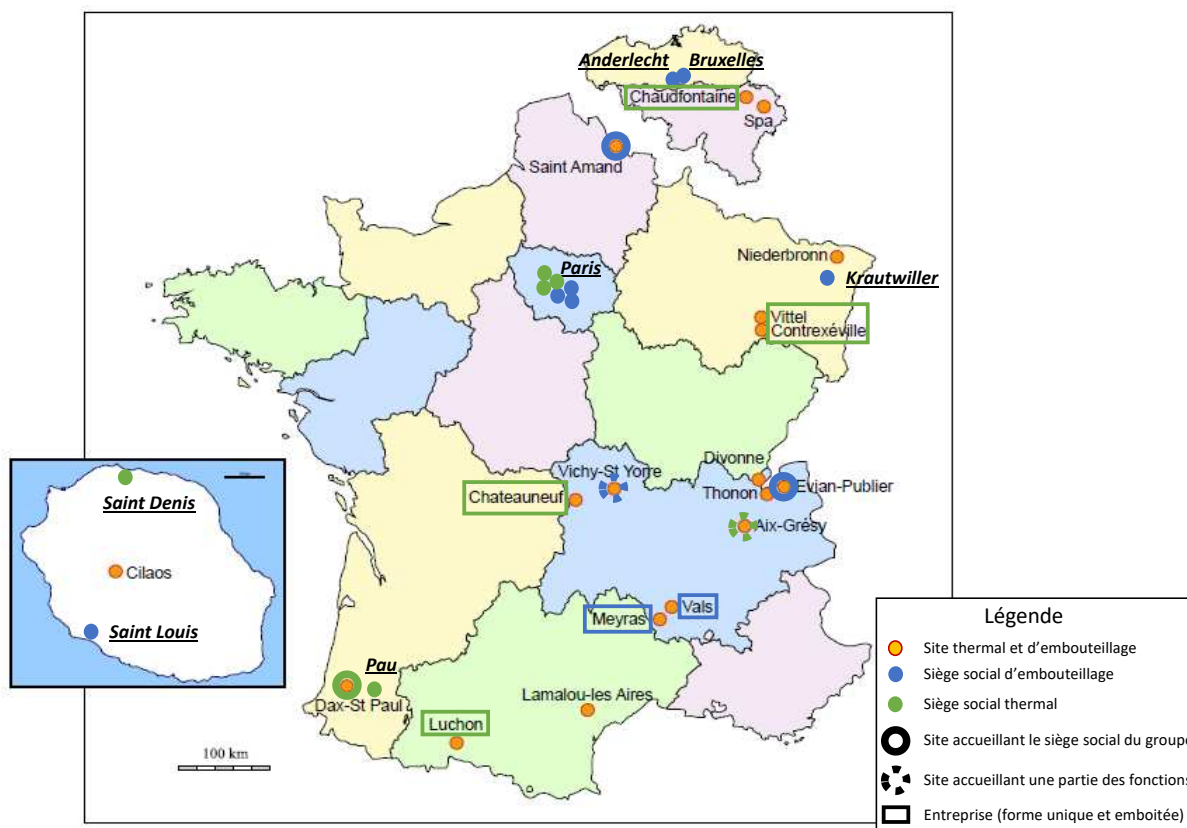 Anderlecht Bruxelles
Chaudfontaine
Spa
Saint Amand
Niederbronn
Paris
Krautwiller
Vittel
Contrexéville
Divonne
Vichy-St Yorre
Evian-Publier
Thonon
Chateauneuf
Aix-Grésy
Saint Denis
Cilaos
Saint Louis
Vals
Meyras
Pau
Dax-St Paul
Lamalou-les Aires
Luchon
100 km
Légende
Site thermal et d'embouteillage
Siège social d'embouteillage
Siège social thermal
Site accueillant le siège social du groupe
Site accueillant une partie des fonctions
Entreprise (forme unique et emboitée)